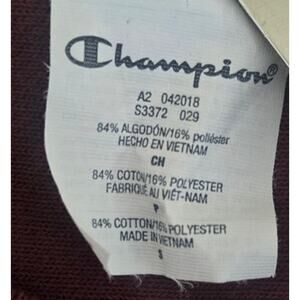 Champion
A2 042018
S3372 029
84% ALGODÓN/16% poliéster
HECHO EN VIETNAM
CH
84% COTON/16% POLYESTER
FABRIQUÉ AU VIÊT-NAM
P
84% COTTON/16% POLYESTER
MADE IN VIETNAM
S